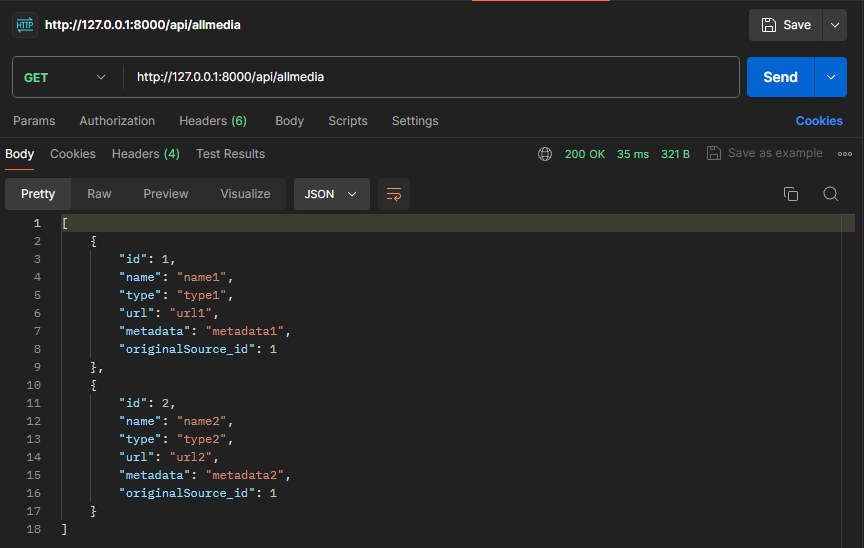 HTTP http://127.0.0.1:8000/api/allmedia Save
GET http://127.0.0.1:8000/api/allmedia Send
Params Authorization Headers (6) Body Scripts Settings Cookies
Body Cookies Headers (4) Test Results 200 OK 35 ms 321 B Save as example
Pretty Raw Preview Visualize JSON
1 [
2 {
3 "id": 1,
4 "name": "name1",
5 "type": "type1",
6 "url": "url1",
7 "metadata": "metadata1",
8 "originalSource_id": 1
9 },
10 {
11 "id": 2,
12 "name": "name2",
13 "type": "type2",
14 "url": "url2",
15 "metadata": "metadata2",
16 "originalSource_id": 1
17 }
18 ]